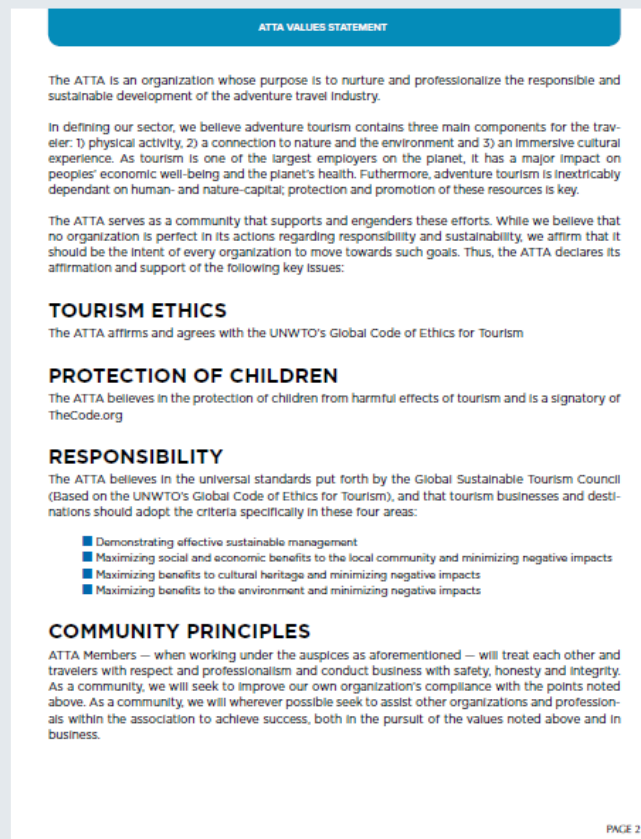 ATTA VALUES STATEMENT
The ATTA is an organization whose purpose is to nurture and professionalize the responsible and
sustainable development of the adventure travel industry.
In defining our sector, we believe adventure tourism contains three main components for the trav-
eler: 1) physical activity, 2) a connection to nature and the environment and 3) an immersive cultural
experience. As tourism is one of the largest employers on the planet, it has a major impact on
peoples' economic well-being and the planet's health. Futhermore, adventure tourism is inextricably
dependant on human- and nature-capital; protection and promotion of these resources is key.
The ATTA serves as a community that supports and engenders these efforts. While we believe that
no organization is perfect in its actions regarding responsibility and sustainability, we affirm that it
should be the intent of every organization to move towards such goals. Thus, the ATTA declares its
affirmation and support of the following key issues:
TOURISM ETHICS
The ATTA affirms and agrees with the UNWTO's Global Code of Ethics for Tourism
PROTECTION OF CHILDREN
The ATTA believes in the protection of children from harmful effects of tourism and is a signatory of
TheCode.org
RESPONSIBILITY
The ATTA believes in the universal standards put forth by the Global Sustainable Tourism Council
(Based on the UNWTO's Global Code of Ethics for Tourism), and that tourism businesses and desti-
nations should adopt the criteria specifically in these four areas:
■ Demonstrating effective sustainable management
■ Maximizing social and economic benefits to the local community and minimizing negative impacts
■ Maximizing benefits to cultural heritage and minimizing negative impacts
■ Maximizing benefits to the environment and minimizing negative impacts
COMMUNITY PRINCIPLES
ATTA Members — when working under the auspices as aforementioned — will treat each other and
travelers with respect and professionalism and conduct business with safety, honesty and integrity.
As a community, we will seek to improve our own organization's compliance with the points noted
above. As a community, we will wherever possible seek to assist other organizations and profession-
als within the association to achieve success, both in the pursuit of the values noted above and in
business.
PAGE 2